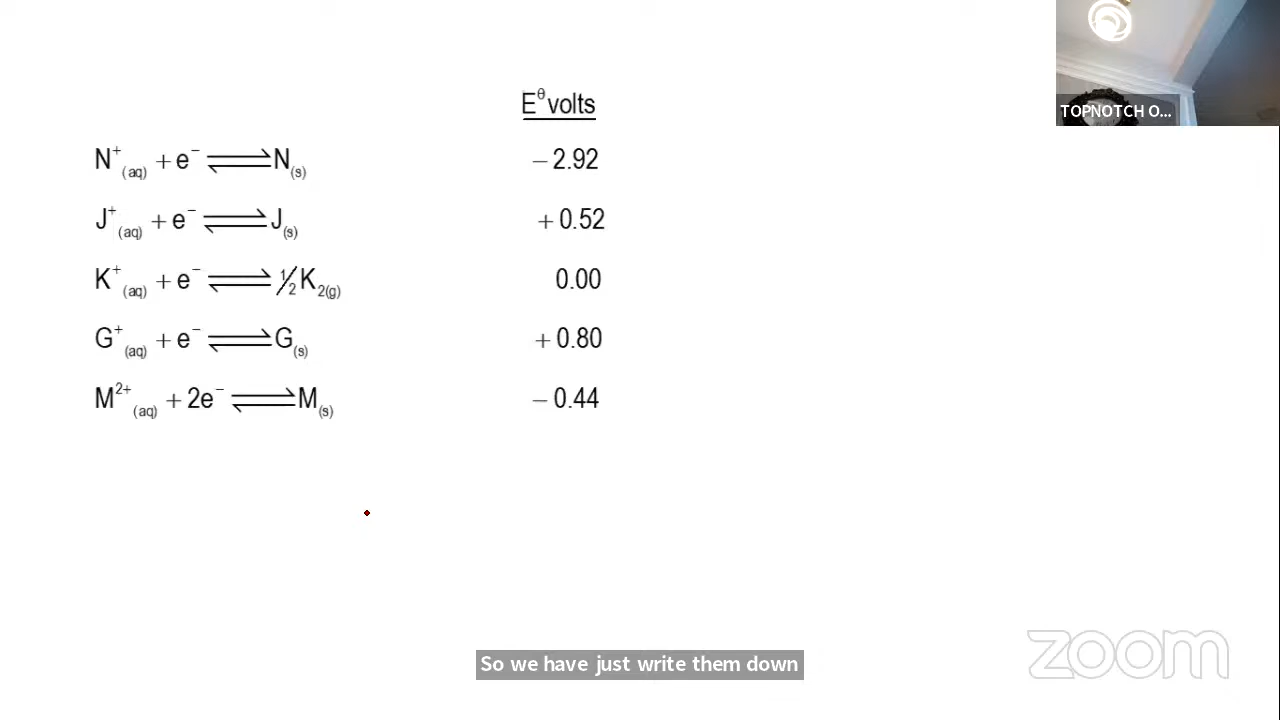 TOPNOTCH O...
E^θ volts
N⁺(aq) + e⁻ ⇌ N(s) − 2.92
J⁺(aq) + e⁻ ⇌ J(s) + 0.52
K⁺(aq) + e⁻ ⇌ ½K₂(g) 0.00
G⁺(aq) + e⁻ ⇌ G(s) + 0.80
M²⁺(aq) + 2e⁻ ⇌ M(s) − 0.44
So we have just write them down
zoom